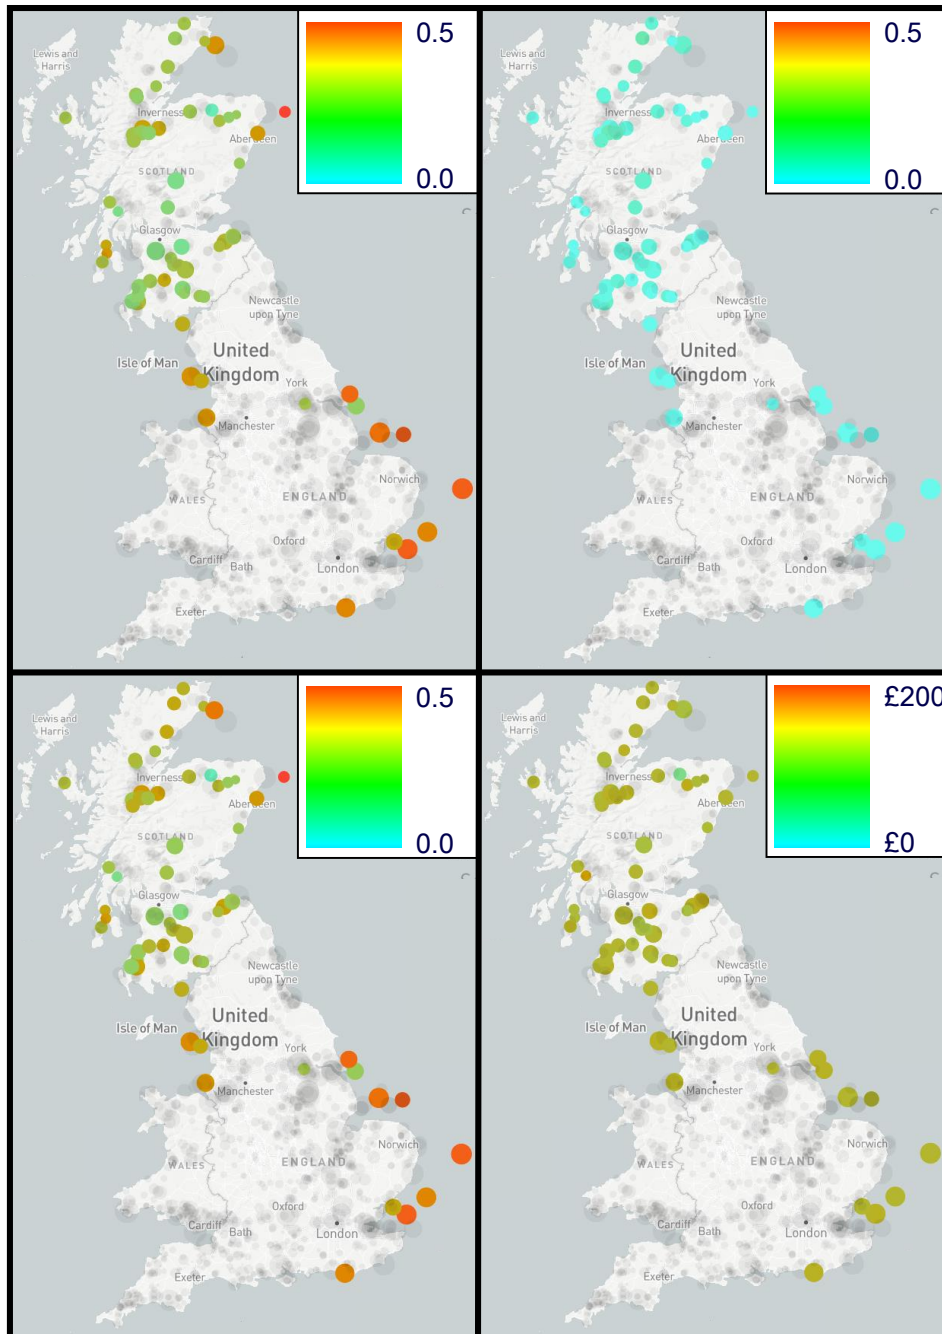 0.5
0.0
Lewis and
Harris
Inverness
Aberdeen
SCOTLAND
Glasgow
Newcastle
upon Tyne
Isle of Man
United
Kingdom
York
Manchester
Norwich
WALES
ENGLAND
Oxford
Cardiff
Bath
London
Exeter
0.5
0.0
Lewis and
Harris
Inverness
Aberdeen
SCOTLAND
Glasgow
Newcastle
upon Tyne
Isle of Man
United
Kingdom
York
Manchester
Norwich
WALES
ENGLAND
Oxford
Cardiff
Bath
London
Exeter
0.5
0.0
Lewis and
Harris
Inverness
Aberdeen
SCOTLAND
Glasgow
Newcastle
upon Tyne
Isle of Man
United
Kingdom
York
Manchester
Norwich
WALES
ENGLAND
Oxford
Cardiff
Bath
London
Exeter
£200
£0
Lewis and
Harris
Inverness
Aberdeen
SCOTLAND
Glasgow
Newcastle
upon Tyne
Isle of Man
United
Kingdom
York
Manchester
Norwich
WALES
ENGLAND
Oxford
Cardiff
Bath
London
Exeter